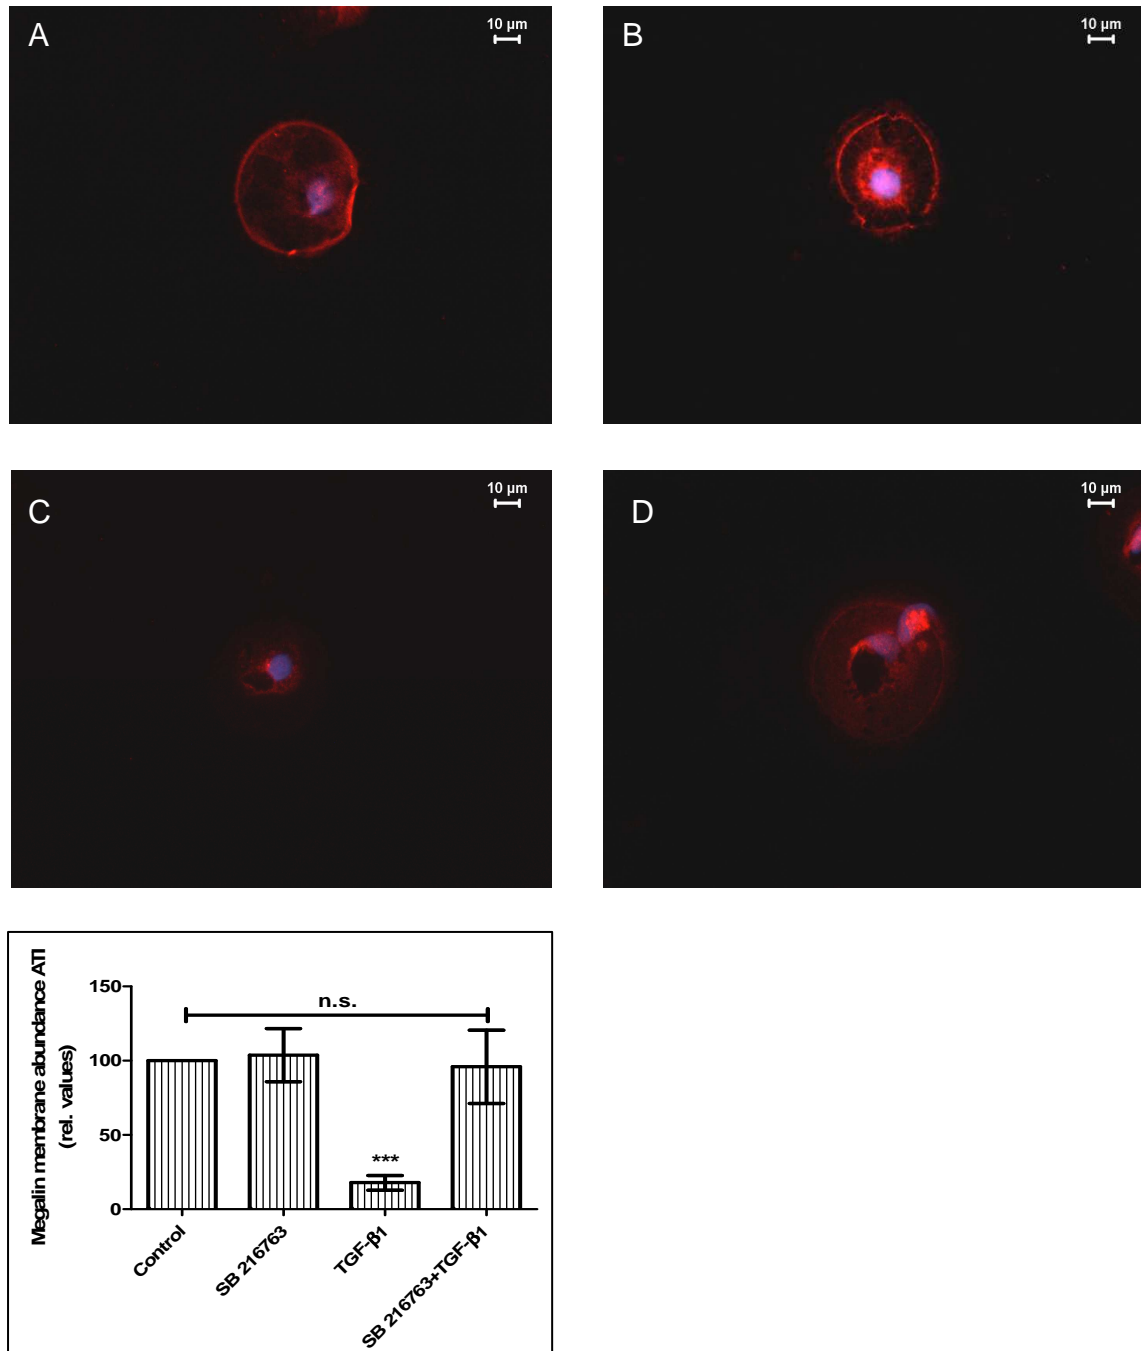 A
10 µm
B
10 µm
C
10 µm
D
10 µm
Megalin membrane abundance ATI
(rel. values)
150
100
50
0
n.s.
***
Control
SB 216763
TGF-β1
SB 216763+TGF-β1